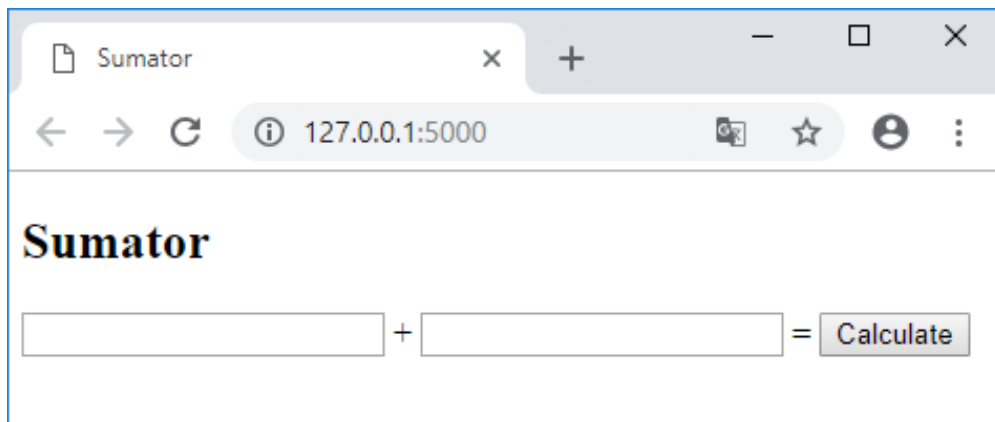 Sumator
127.0.0.1:5000
Sumator
+ = Calculate